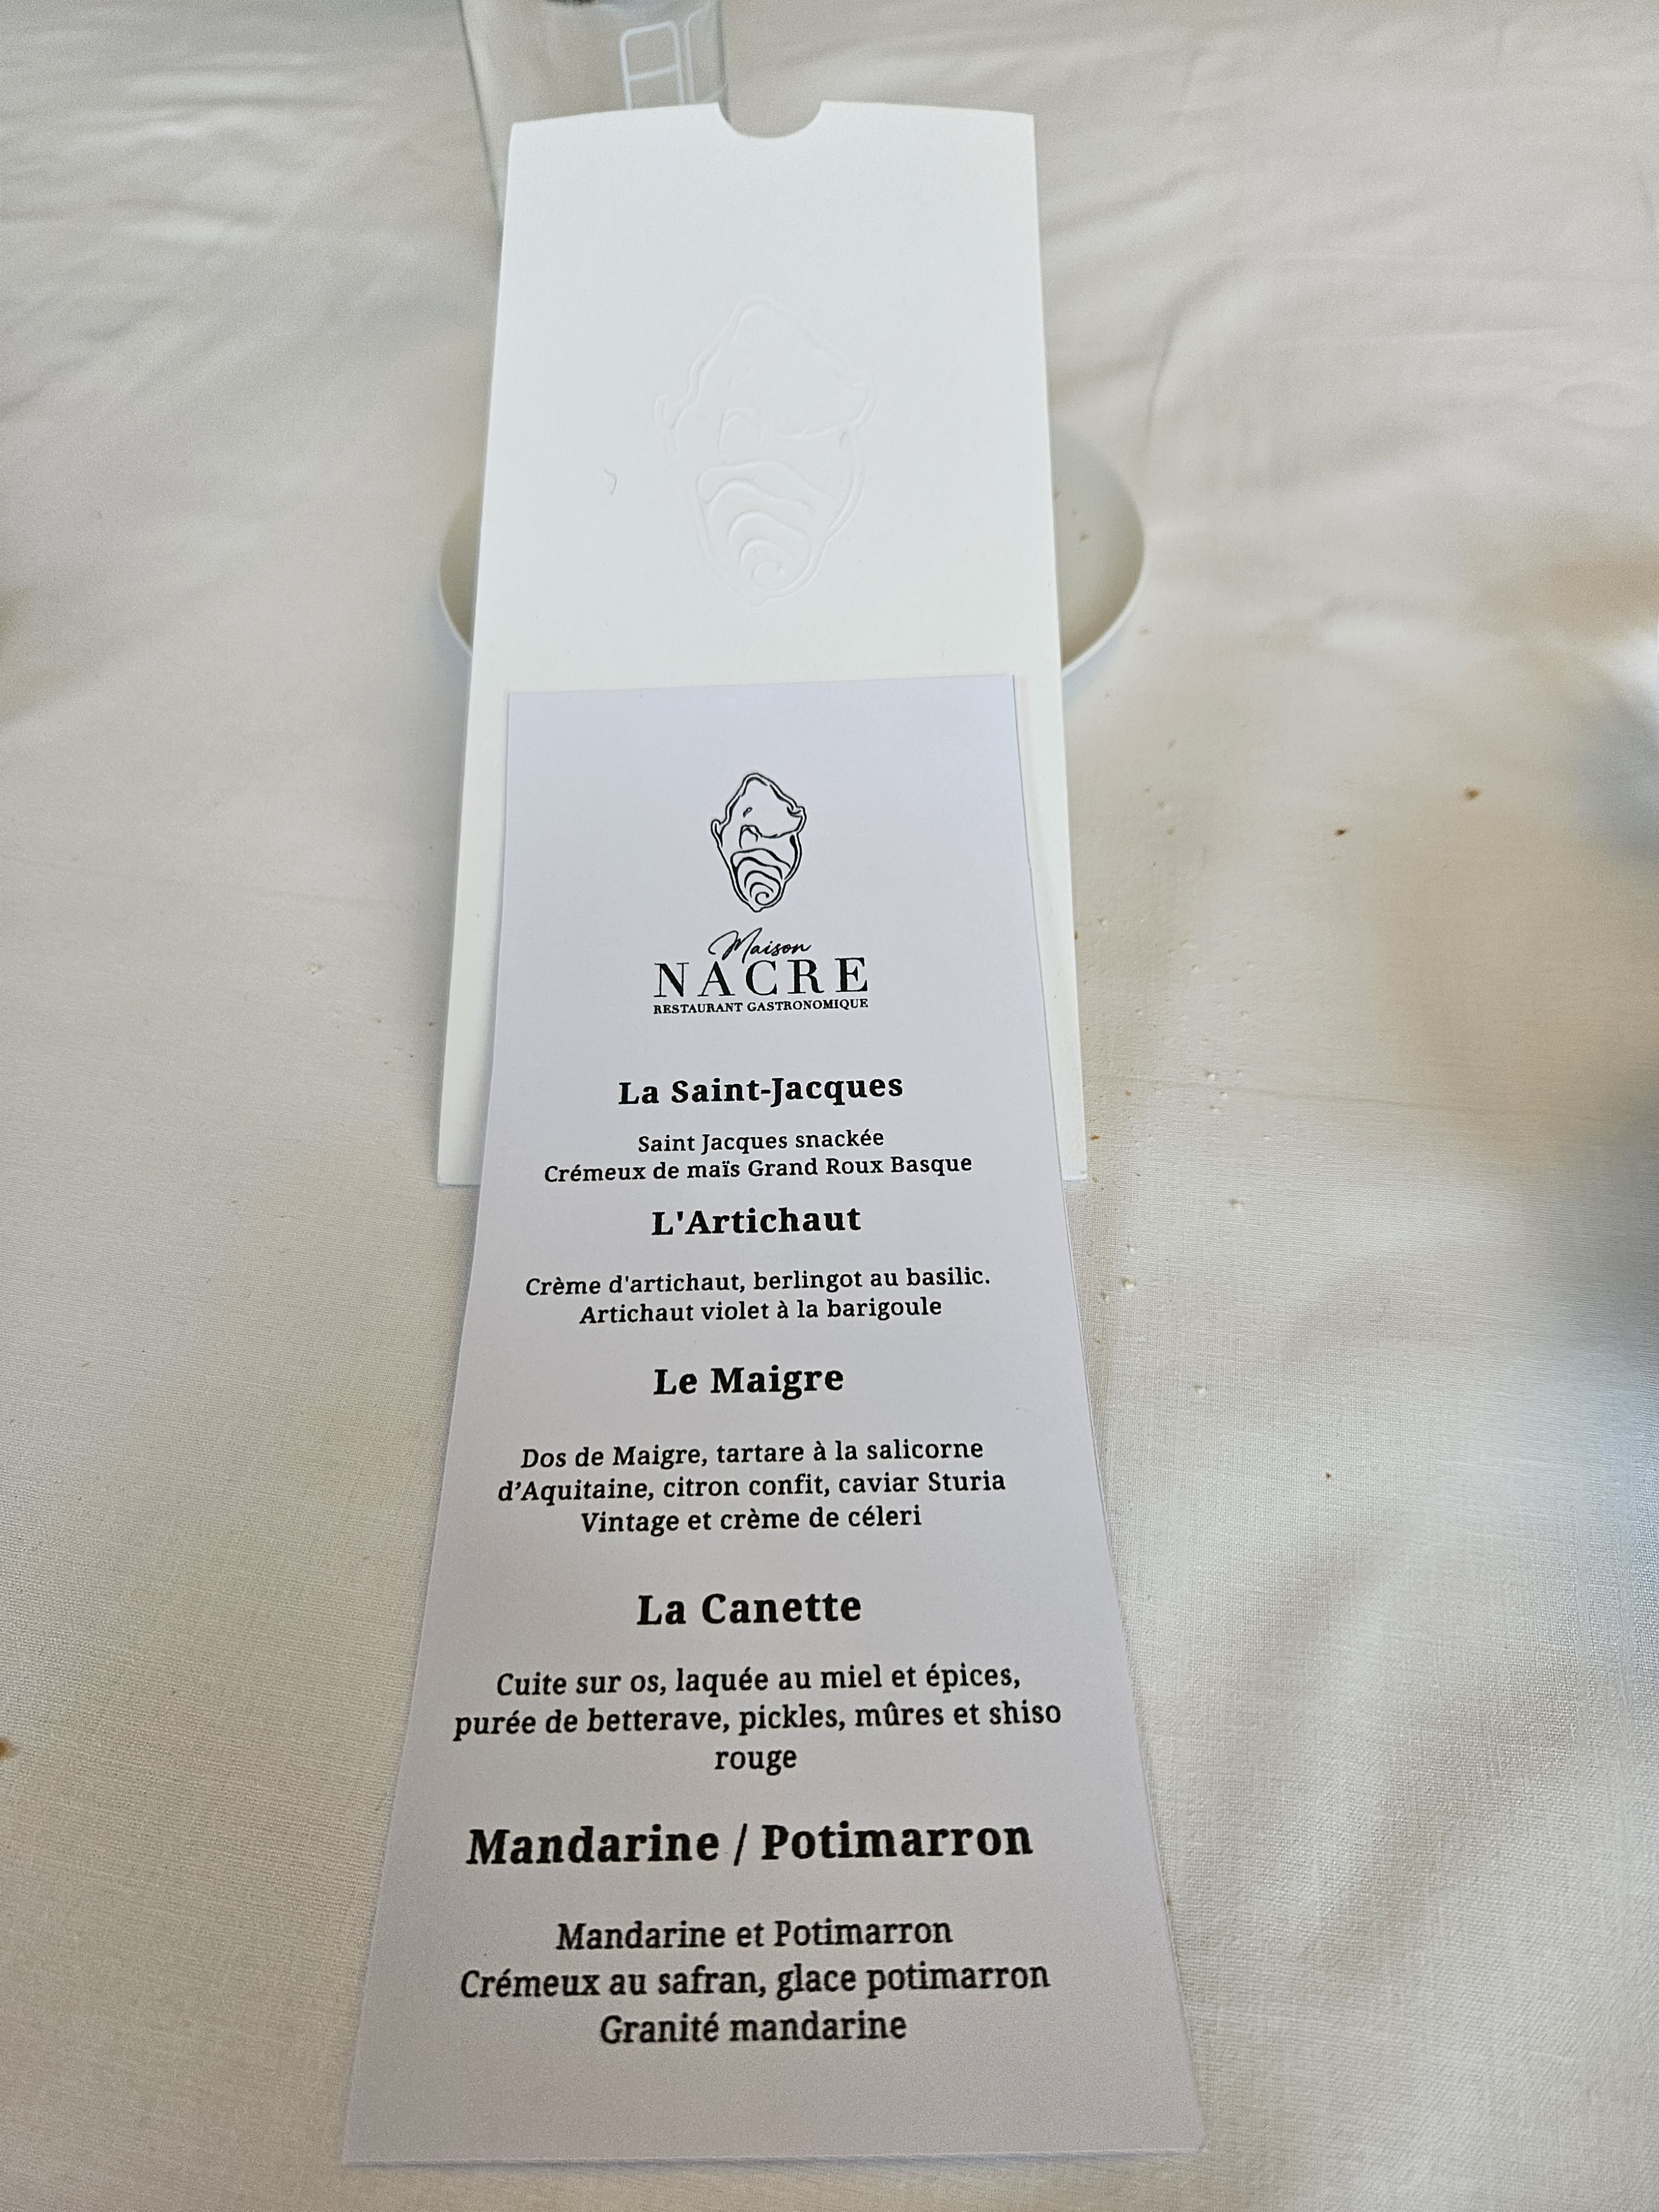 Maison
NACRE
RESTAURANT GASTRONOMIQUE
La Saint-Jacques
Saint Jacques snackée
Crémeux de maïs Grand Roux Basque
L'Artichaut
Crème d'artichaut, berlingot au basilic.
Artichaut violet à la barigoule
Le Maigre
Dos de Maigre, tartare à la salicorne
d’Aquitaine, citron confit, caviar Sturia
Vintage et crème de céleri
La Canette
Cuite sur os, laquée au miel et épices,
purée de betterave, pickles, mûres et shiso
rouge
Mandarine / Potimarron
Mandarine et Potimarron
Crémeux au safran, glace potimarron
Granité mandarine